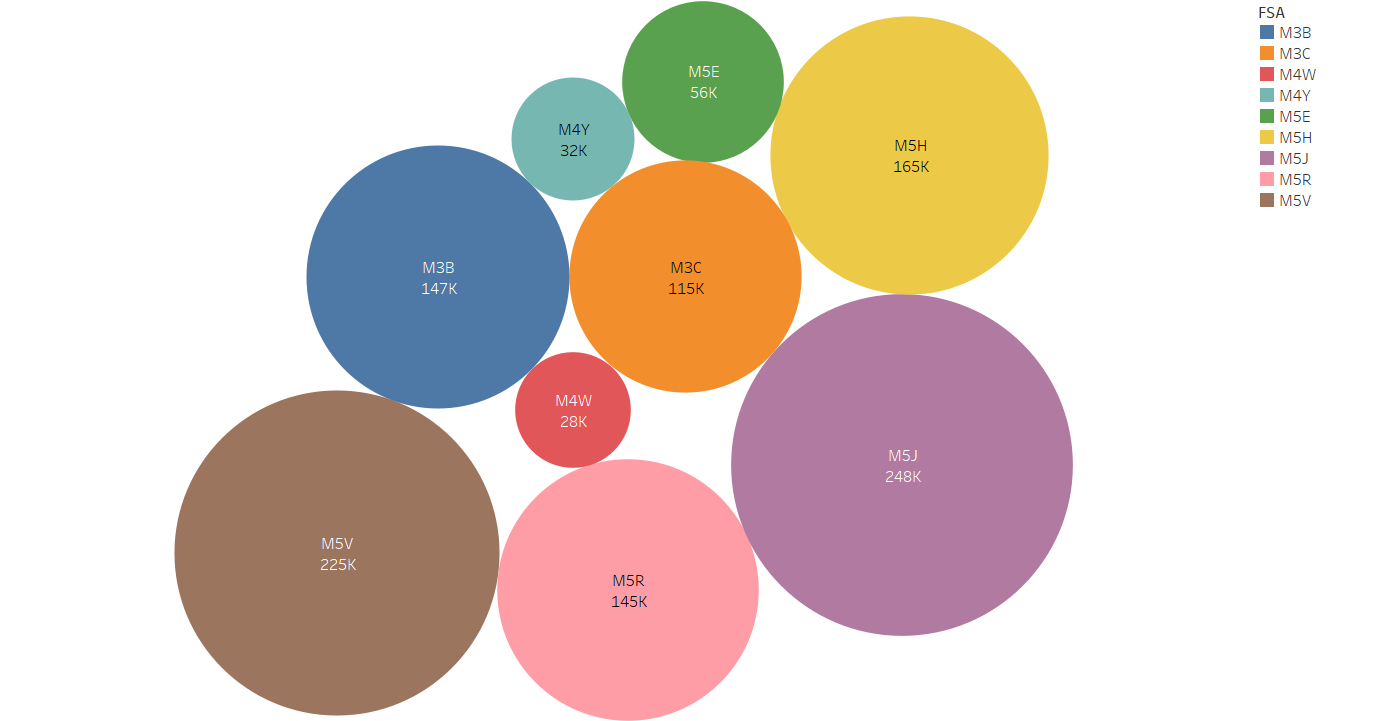 M5E
56K
M4Y
32K
M5H
165K
M3B
147K
M3C
115K
M4W
28K
M5J
248K
M5V
225K
M5R
145K
FSA
M3B
M3C
M4W
M4Y
M5E
M5H
M5J
M5R
M5V